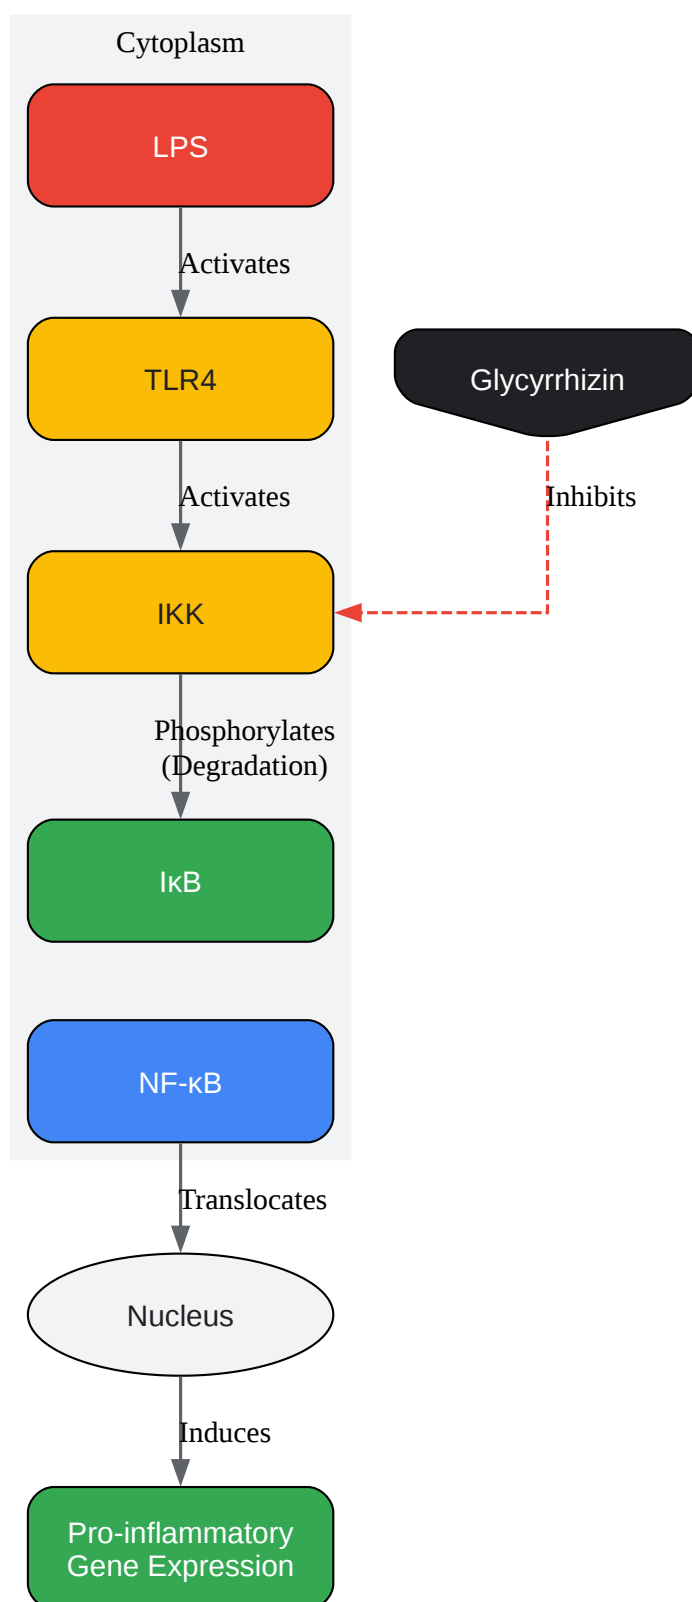 Cytoplasm
LPS
Activates
TLR4
Glycyrrhizin
Activates
Inhibits
IKK
Phosphorylates
(Degradation)
IκB
NF-κB
Translocates
Nucleus
Induces
Pro-inflammatory
Gene Expression